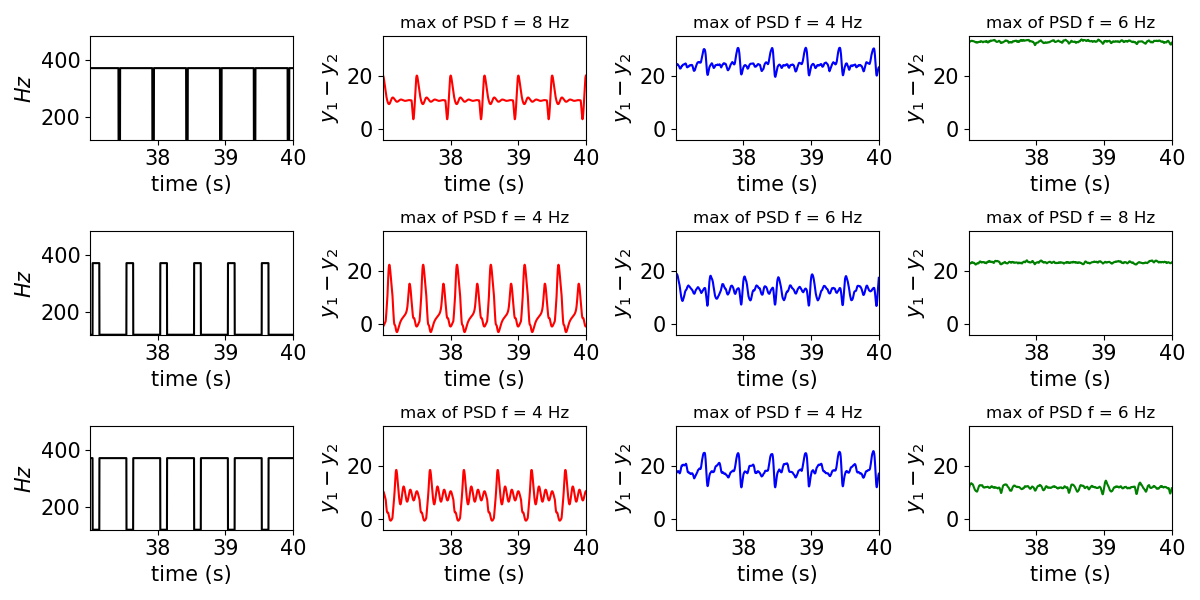 max of PSD f = 8 Hz
max of PSD f = 4 Hz
max of PSD f = 6 Hz
Hz
400
200
38 39 40
time (s)
y₁ − y₂
20
0
38 39 40
time (s)
y₁ − y₂
20
0
38 39 40
time (s)
y₁ − y₂
20
0
38 39 40
time (s)
max of PSD f = 4 Hz
max of PSD f = 6 Hz
max of PSD f = 8 Hz
Hz
400
200
38 39 40
time (s)
y₁ − y₂
20
0
38 39 40
time (s)
y₁ − y₂
20
0
38 39 40
time (s)
y₁ − y₂
20
0
38 39 40
time (s)
max of PSD f = 4 Hz
max of PSD f = 4 Hz
max of PSD f = 6 Hz
Hz
400
200
38 39 40
time (s)
y₁ − y₂
20
0
38 39 40
time (s)
y₁ − y₂
20
0
38 39 40
time (s)
y₁ − y₂
20
0
38 39 40
time (s)